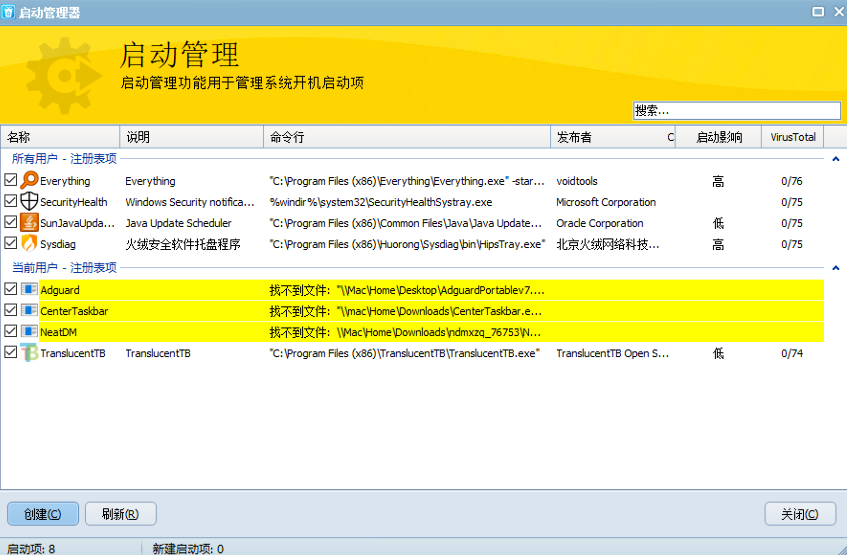 启动管理器
启动管理
启动管理功能用于管理系统开机启动项
搜索...
名称 说明 命令行 发布者 C 启动影响 VirusTotal
所有用户 - 注册表项
Everything Everything "C:\Program Files (x86)\Everything\Everything.exe" -star... voidtools 高 0/76
SecurityHealth Windows Security notifica... %windir%\system32\SecurityHealthSystray.exe Microsoft Corporation 0/75
SunJavaUpda... Java Update Scheduler "C:\Program Files (x86)\Common Files\Java\Java Update... Oracle Corporation 低 0/75
Sysdiag 火绒安全软件托盘程序 "C:\Program Files (x86)\Huorong\Sysdiag\bin\HipsTray.exe" 北京火绒网络科技... 高 0/75
当前用户 - 注册表项
Adguard 找不到文件: "\\Mac\Home\Desktop\AdguardPortablev7....
CenterTaskbar 找不到文件: "\\Mac\Home\Downloads\CenterTaskbar.e...
NeatDM 找不到文件: \\Mac\Home\Downloads\ndmxzq_76753\N...
TranslucentTB TranslucentTB "C:\Program Files (x86)\TranslucentTB\TranslucentTB.exe" TranslucentTB Open S... 低 0/74
创建(C) 刷新(R) 关闭(C)
启动项: 8 新建启动项: 0